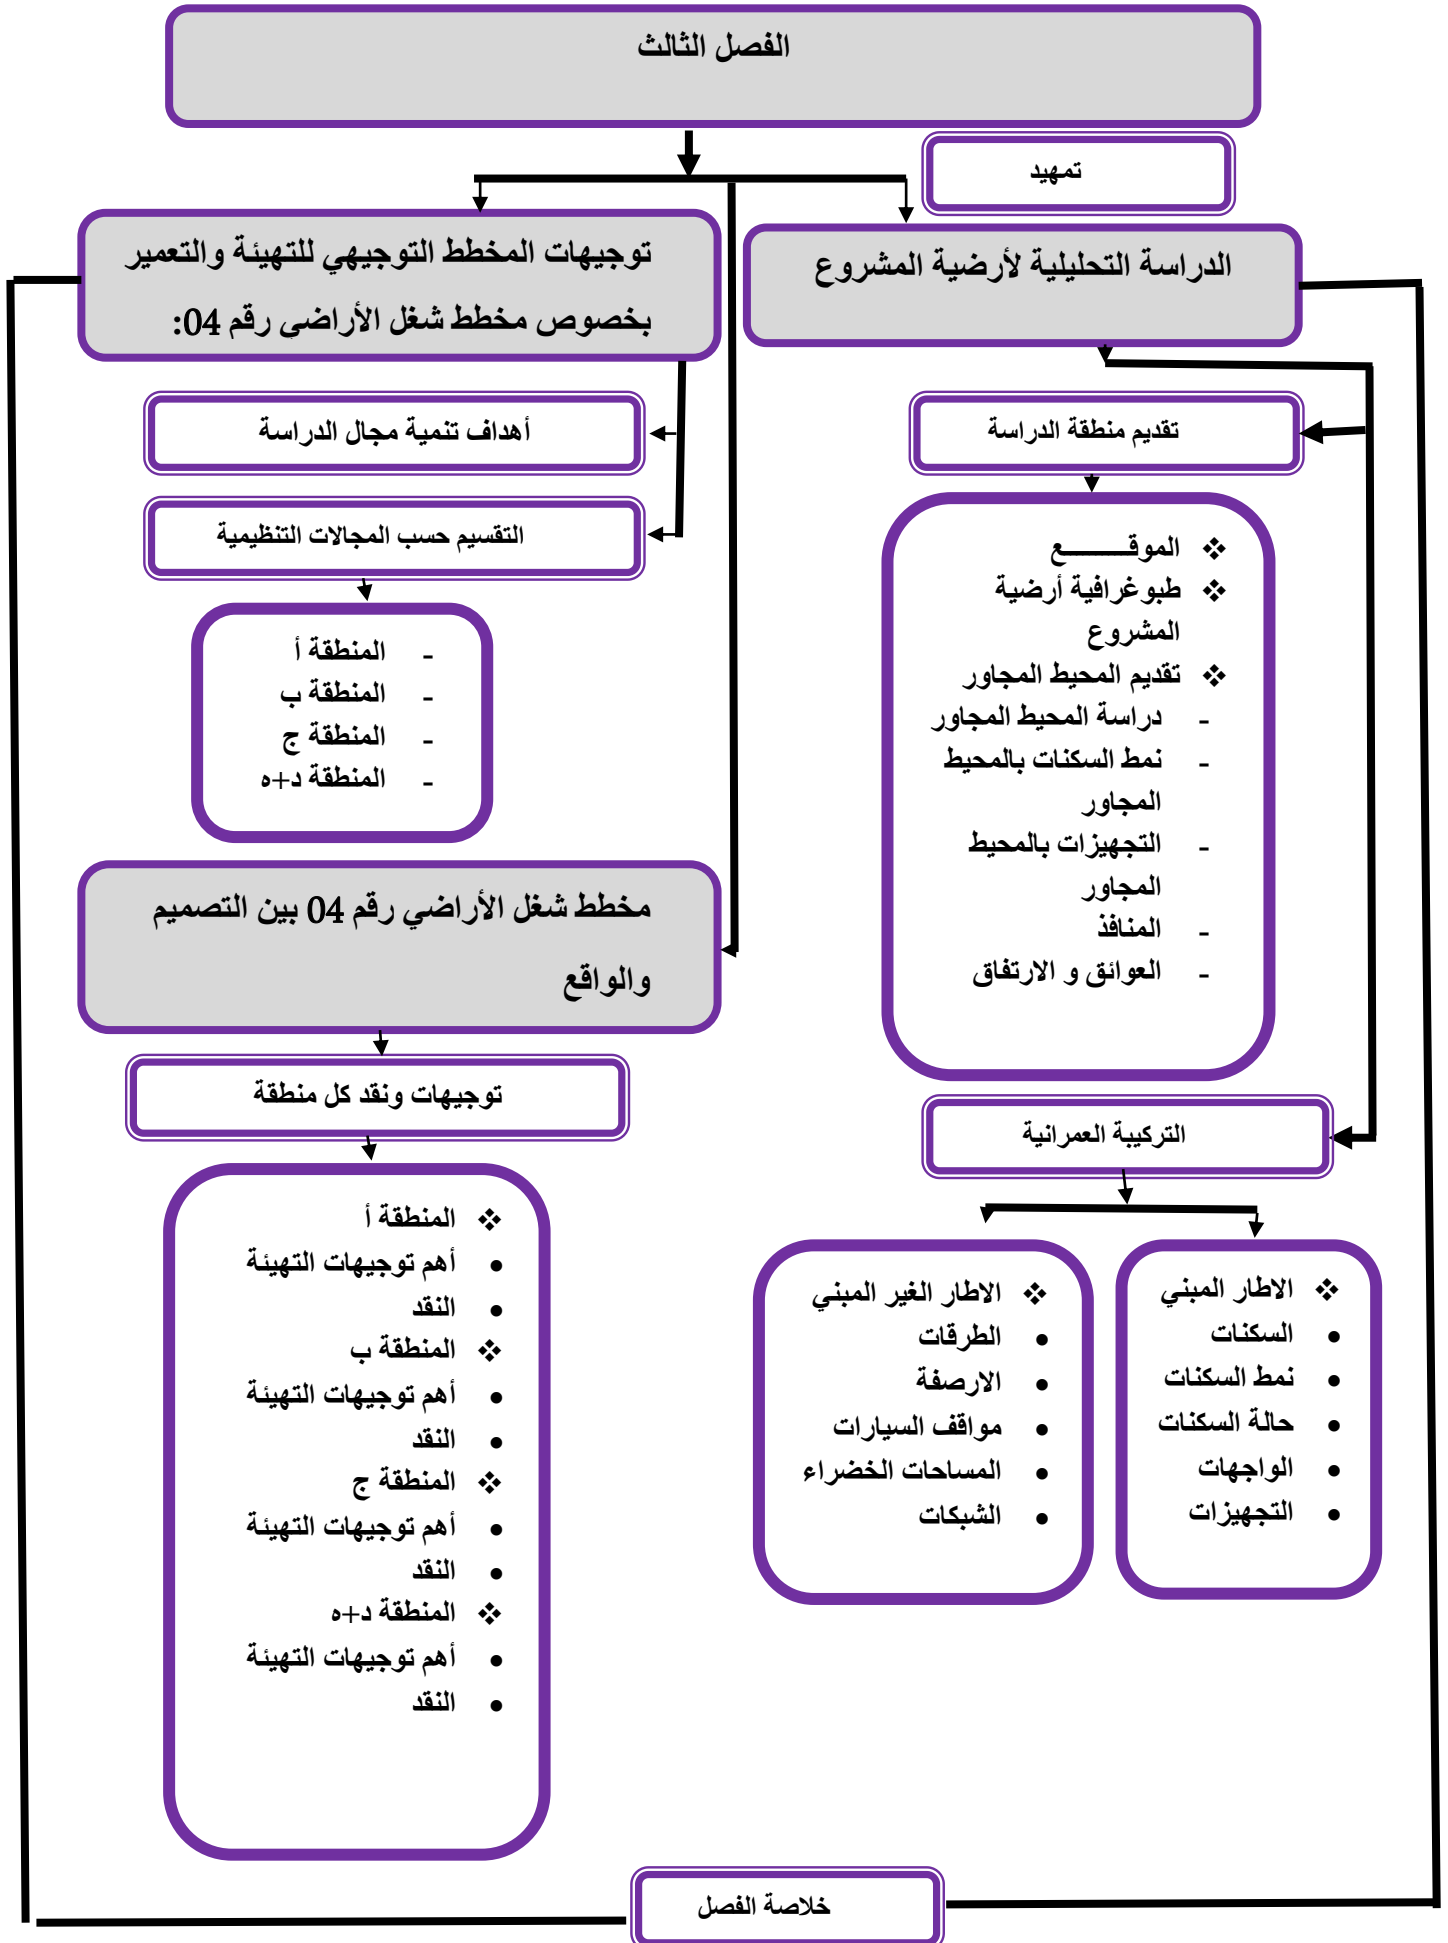 الفصل الثالث
تمهيد
الدراسة التحليلية لأرضية المشروع
تقديم منطقة الدراسة
❖ الموقـــــــع
❖ طبوغرافية أرضية
المشروع
❖ تقديم المحيط المجاور
- دراسة المحيط المجاور
- نمط السكنات بالمحيط
المجاور
- التجهيزات بالمحيط
المجاور
- المنافذ
- العوائق و الارتفاق
التركيبة العمرانية
❖ الاطار المبني
• السكنات
• نمط السكنات
• حالة السكنات
• الواجهات
• التجهيزات
❖ الاطار الغير المبني
• الطرقات
• الارصفة
• مواقف السيارات
• المساحات الخضراء
• الشبكات
توجيهات المخطط التوجيهي للتهيئة والتعمير
بخصوص مخطط شغل الأراضي رقم 04:
أهداف تنمية مجال الدراسة
التقسيم حسب المجالات التنظيمية
- المنطقة أ
- المنطقة ب
- المنطقة ج
- المنطقة د+ه
مخطط شغل الأراضي رقم 04 بين التصميم
والواقع
توجيهات ونقد كل منطقة
❖ المنطقة أ
• أهم توجيهات التهيئة
• النقد
❖ المنطقة ب
• أهم توجيهات التهيئة
• النقد
❖ المنطقة ج
• أهم توجيهات التهيئة
• النقد
❖ المنطقة د+ه
• أهم توجيهات التهيئة
• النقد
خلاصة الفصل